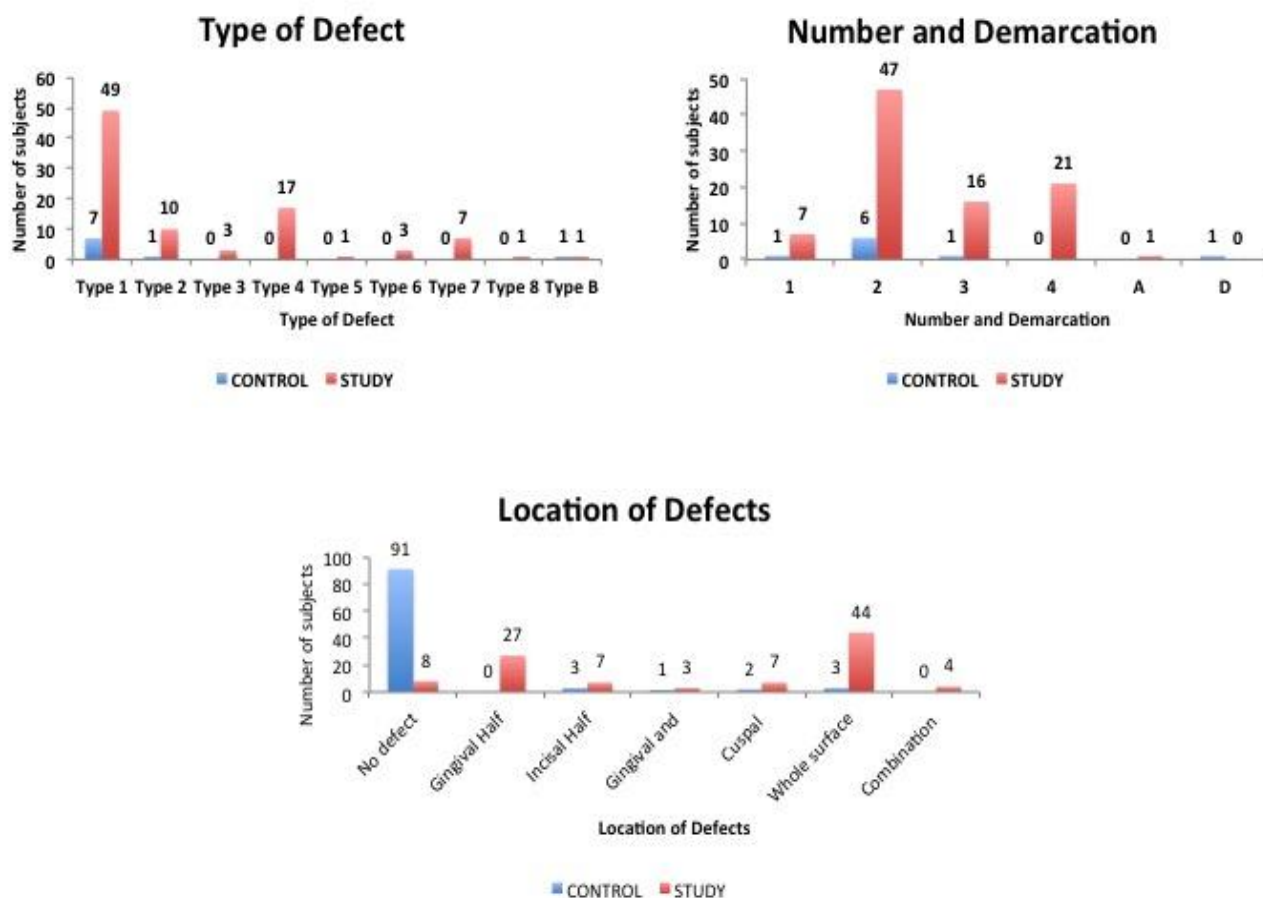 Type of Defect
Number of subjects
60
50
40
30
20
10
0
7 49
1 10
0 3
0 17
0 1
0 3
0 7
0 1
1 1
Type 1 Type 2 Type 3 Type 4 Type 5 Type 6 Type 7 Type 8 Type B
Type of Defect
CONTROL STUDY
Number and Demarcation
Number of subjects
50
40
30
20
10
0
1 7
6 47
1 16
0 21
0 1
1 0
1 2 3 4 A D
Number and Demarcation
CONTROL STUDY
Location of Defects
Number of subjects
100
80
60
40
20
0
91 8
0 27
3 7
1 3
2 7
3 44
0 4
No defect
Gingival Half
Incisal Half
Gingival and
Cuspal
Whole surface
Combination
Location of Defects
CONTROL STUDY